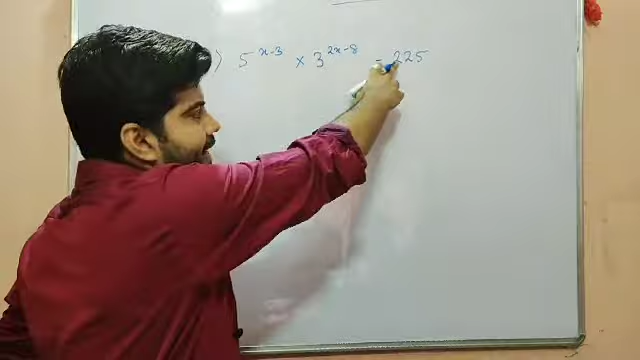 ) 5^{x-3} × 3^{2x-8} = 225